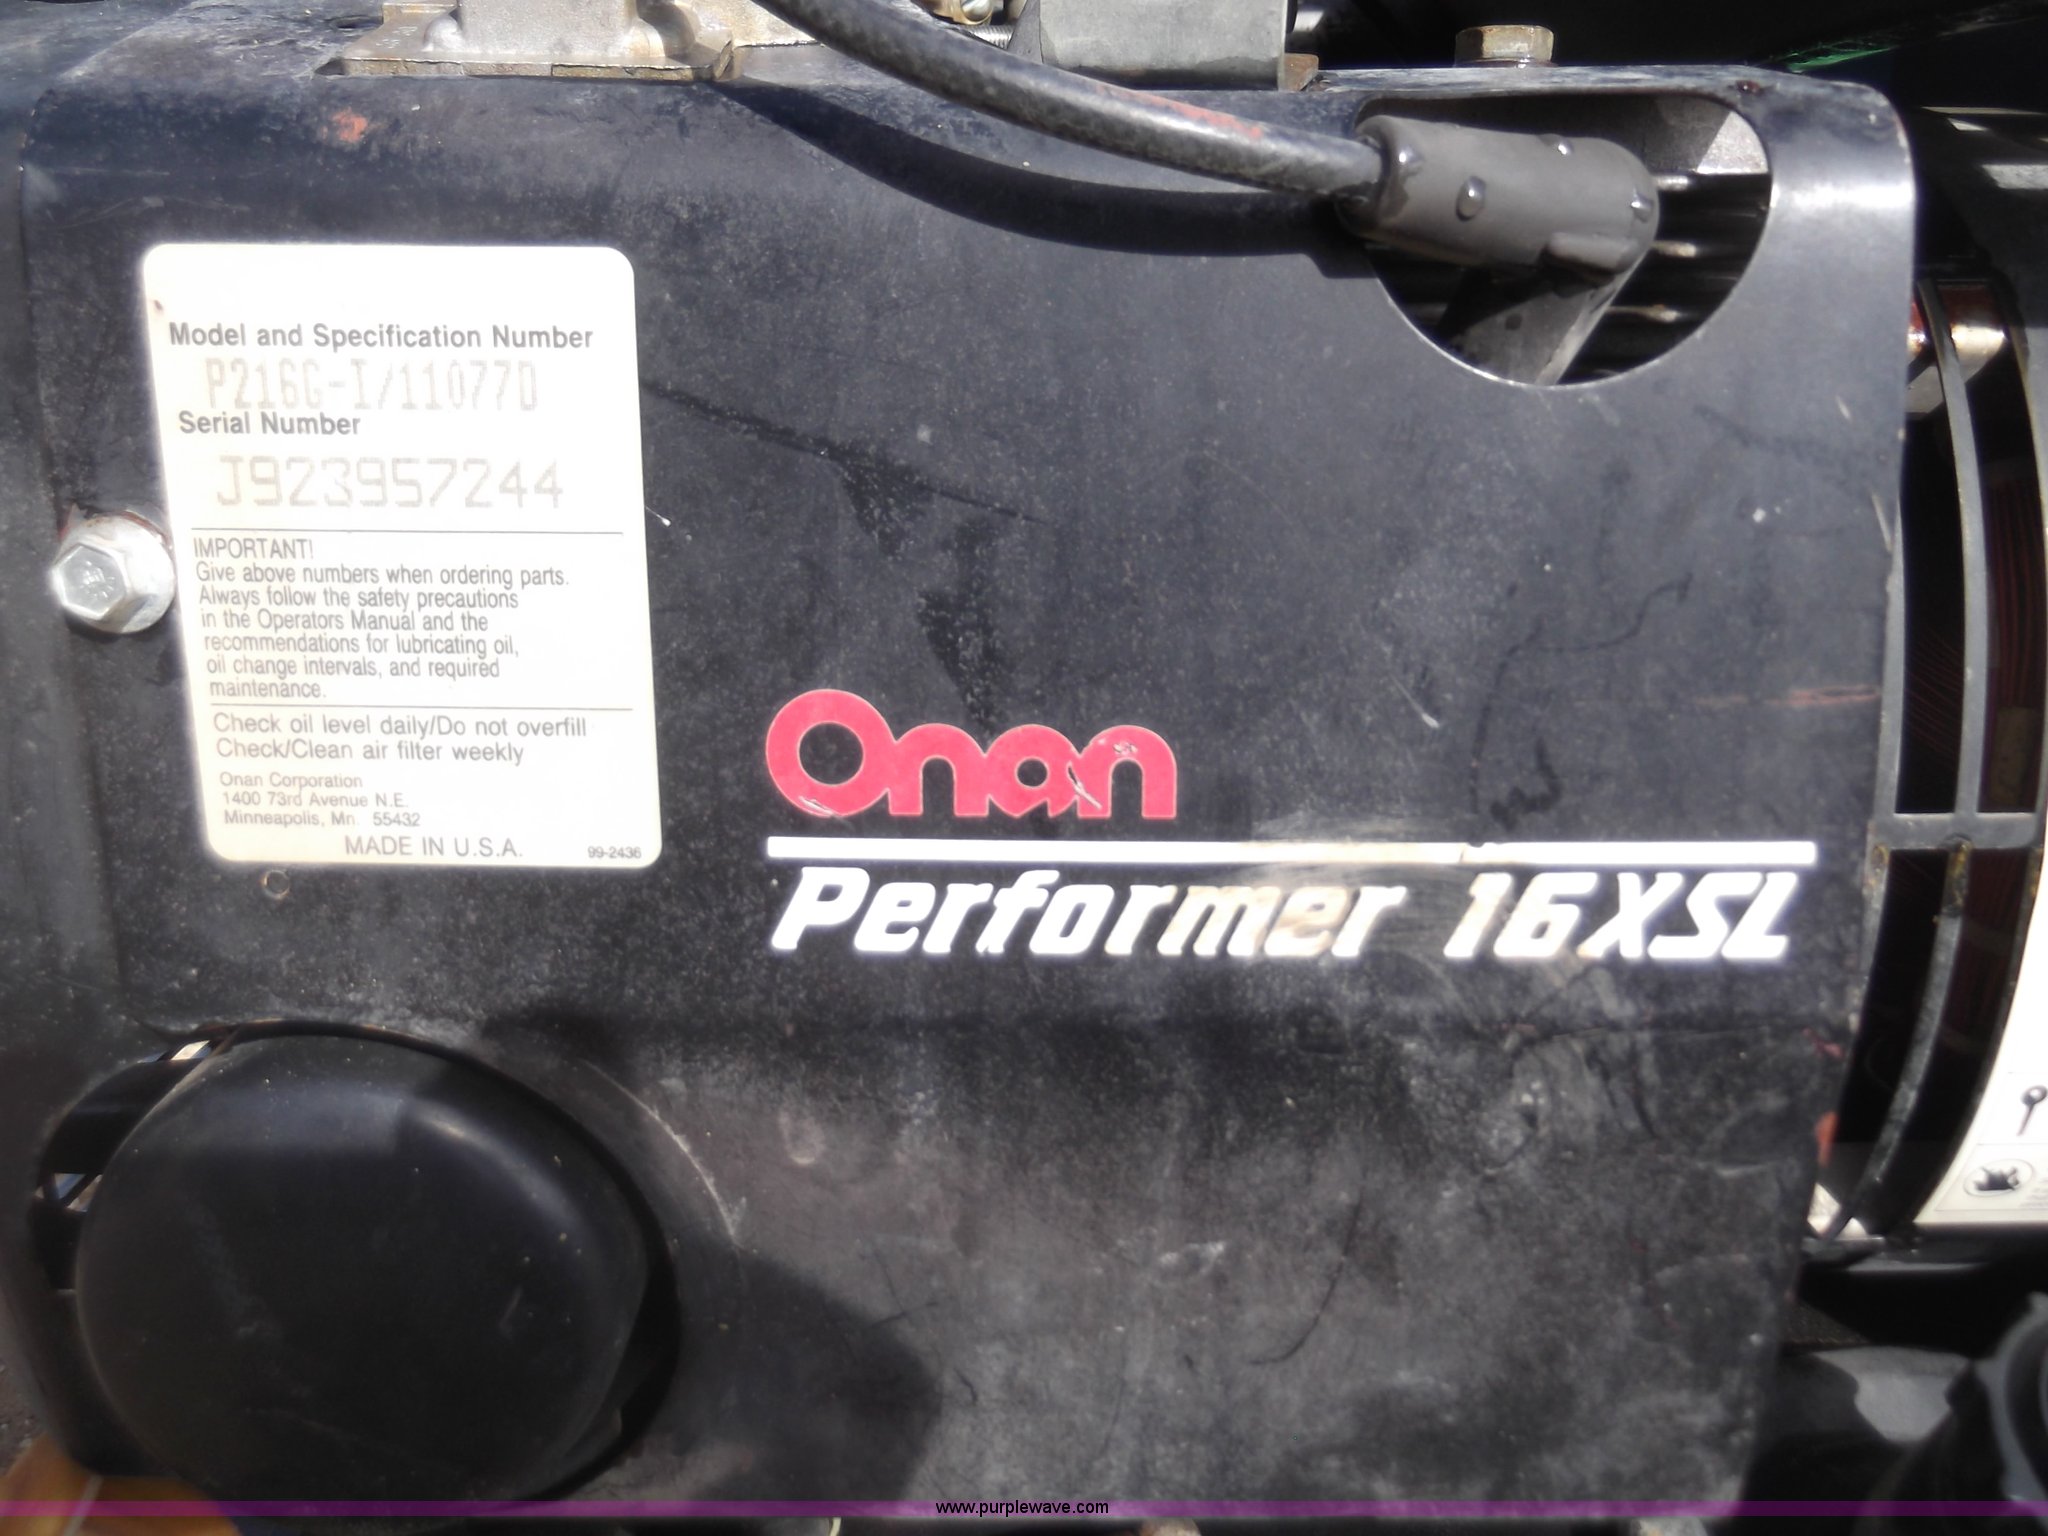 Model and Specification Number
P216G-I/11077D
Serial Number
J923957244
IMPORTANT!
Give above numbers when ordering parts.
Always follow the safety precautions
in the Operators Manual and the
recommendations for lubricating oil,
oil change intervals, and required
maintenance.
Check oil level daily/Do not overfill
Check/Clean air filter weekly
Onan Corporation
1400 73rd Avenue N.E.
Minneapolis, Mn. 55432
MADE IN U.S.A. 99-2436
Onan
Performer 16XSL
www.purplewave.com